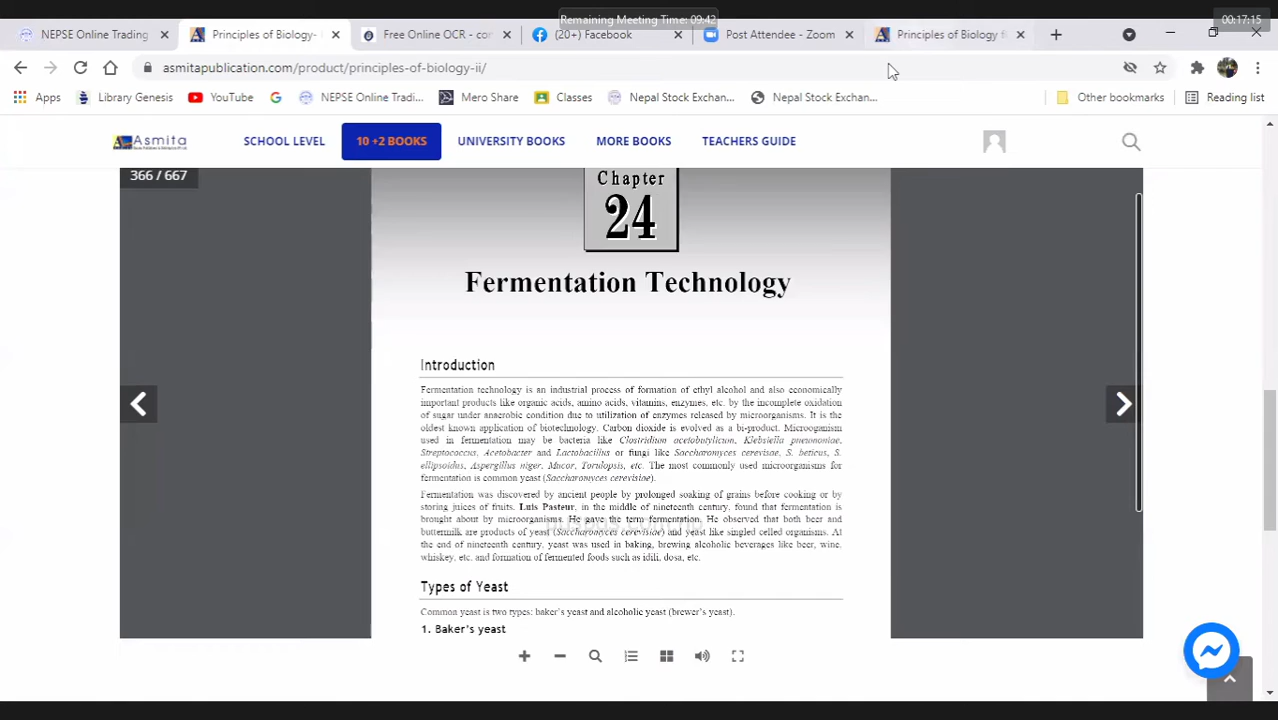 Remaining Meeting Time: 09:42
00:17:15
NEPSE Online Trading
Principles of Biology-
Free Online OCR - co
(20+) Facebook
Post Attendee - Zoom
Principles of Biology f
asmitapublication.com/product/principles-of-biology-ii/
Apps
Library Genesis
YouTube
NEPSE Online Tradi...
Mero Share
Classes
Nepal Stock Exchan...
Nepal Stock Exchan...
Other bookmarks
Reading list
Asmita
SCHOOL LEVEL
10 +2 BOOKS
UNIVERSITY BOOKS
MORE BOOKS
TEACHERS GUIDE
366 / 667
Chapter
24
Fermentation Technology
Introduction
Fermentation technology is an industrial process of formation of ethyl alcohol and also economically
important products like organic acids, amino acids, vitamins, enzymes, etc. by the incomplete oxidation
of sugar under anaerobic condition due to utilization of enzymes released by microorganisms. It is the
oldest known application of biotechnology. Carbon dioxide is evolved as a bi-product. Microogamism
used in fermentation may be bacteria like Clostridium acetobutylicum, Klebsiella pneumoniae,
Streptococcus, Acetobacter and Lactobacillus or fungi like Saccharomyces cerevisae, S. beticus, S.
ellipsoidus, Aspergillus niger, Mucor, Torulopsis, etc. The most commonly used microorganisms for
fermentation is common yeast (Saccharomyces cerevisiae).
Fermentation was discovered by ancient people by prolonged soaking of grains before cooking or by
storing juices of fruits. Luis Pasteur, in the middle of nineteenth century, found that fermentation is
brought about by microorganisms. He gave the term fermentation. He observed that both beer and
buttermilk are products of yeast (Saccharomyces cerevisiae) and yeast like singled celled organisms. At
the end of nineteenth century, yeast was used in baking, brewing alcoholic beverages like beer, wine,
whiskey, etc. and formation of fermented foods such as idili, dosa, etc.
Types of Yeast
Common yeast is two types: baker's yeast and alcoholic yeast (brewer's yeast).
1. Baker's yeast